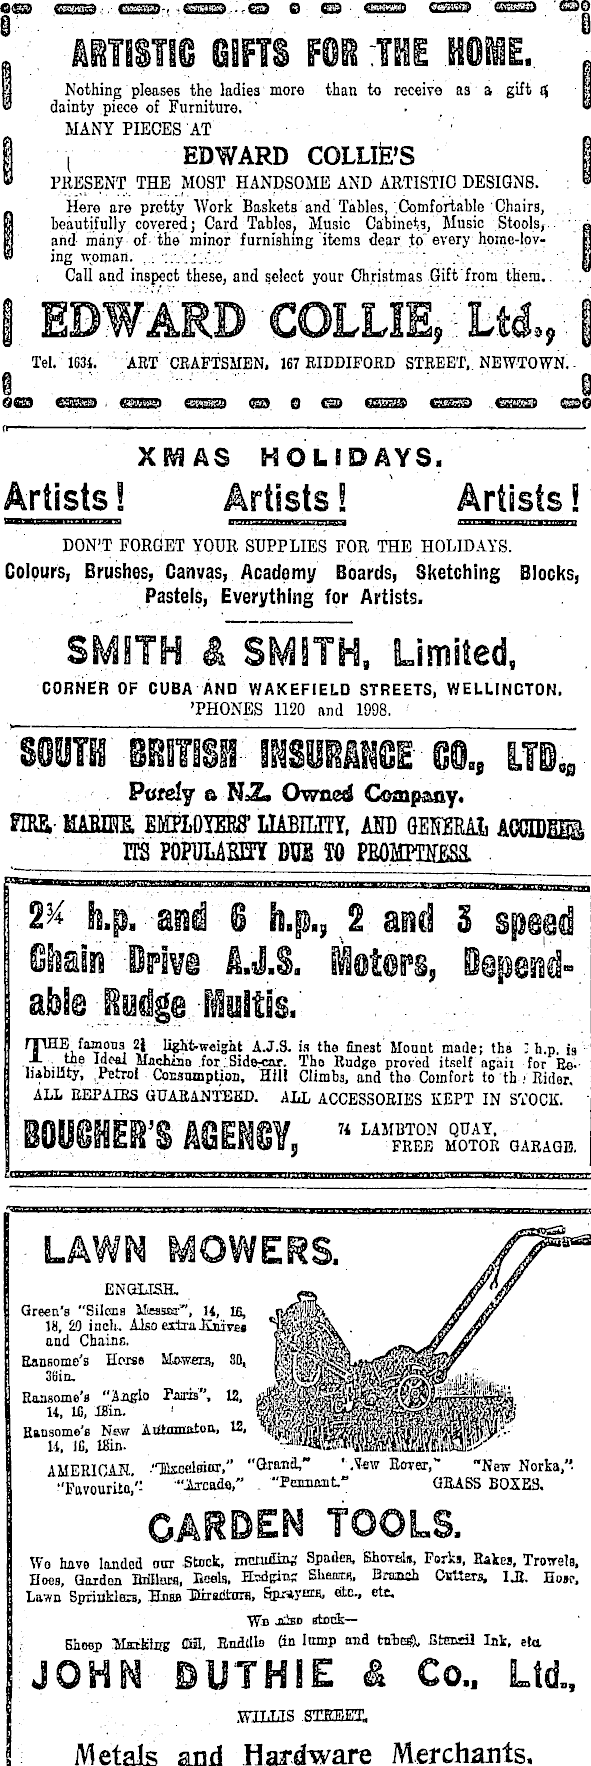 ARTISTIC GIFTS FOR THE HOME.
Nothing pleases the ladies more than to receive as a gift a
dainty piece of Furniture.
MANY PIECES AT
EDWARD COLLIE'S
PRESENT THE MOST HANDSOME AND ARTISTIC DESIGNS.
Here are pretty Work Baskets and Tables, Comfortable Chairs,
beautifully covered; Card Tables, Music Cabinets, Music Stools,
and many of the minor furnishing items dear to every home-lov-
ing woman.
Call and inspect these, and select your Christmas Gift from them.
EDWARD COLLIE, Ltd.,
Tel. 1634. ART CRAFTSMEN, 167 RIDDIFORD STREET, NEWTOWN.
XMAS HOLIDAYS.
Artists! Artists! Artists!
DON'T FORGET YOUR SUPPLIES FOR THE HOLIDAYS.
Colours, Brushes, Canvas, Academy Boards, Sketching Blocks,
Pastels, Everything for Artists.
SMITH & SMITH, Limited,
CORNER OF CUBA AND WAKEFIELD STREETS, WELLINGTON.
'PHONES 1120 and 1998.
SOUTH BRITISH INSURANCE CO., LTD.,
Purely a N.Z. Owned Company.
FIRE, MARINE, EMPLOYERS' LIABILITY, AND GENERAL ACCIDENT.
ITS POPULARITY DUE TO PROMPTNESS.
2¾ h.p. and 6 h.p., 2 and 3 speed
Chain Drive A.J.S. Motors, Depend-
able Rudge Multis.
THE famous 2¾ light-weight A.J.S. is the finest Mount made; the h.p. is
the Ideal Machine for Side-car. The Rudge proved itself again for Re-
liability, Petrol Consumption, Hill Climbs, and the Comfort to the Rider.
ALL REPAIRS GUARANTEED. ALL ACCESSORIES KEPT IN STOCK.
BOUCHER'S AGENCY, 74 LAMBTON QUAY,
FREE MOTOR GARAGE.
LAWN MOWERS.
ENGLISH.
Green's "Silens Messor", 14, 16,
18, 20 inch. Also extra Knives
and Chains.
Ransome's Horse Mowers, 30,
36in.
Ransome's "Anglo Paris", 12,
14, 16, 18in.
Ransome's New Automaton, 12,
14, 16, 18in.
AMERICAN. "Excelsior," "Grand," "New Rover," "New Norka,"
"Favourite," "Arcade," "Pennant." GRASS BOXES.
GARDEN TOOLS.
We have landed our Stock, including Spades, Shovels, Forks, Rakes, Trowels,
Hoes, Garden Rollers, Reels, Hedging Shears, Branch Cutters, I.R. Hose,
Lawn Sprinklers, Hose Directors, Sprayers, etc., etc.
We also stock—
Sheep Marking Oil, Ruddle (in lump and tubes), Stencil Ink, etc
JOHN DUTHIE & Co., Ltd.,
WILLIS STREET.
Metals and Hardware Merchants.